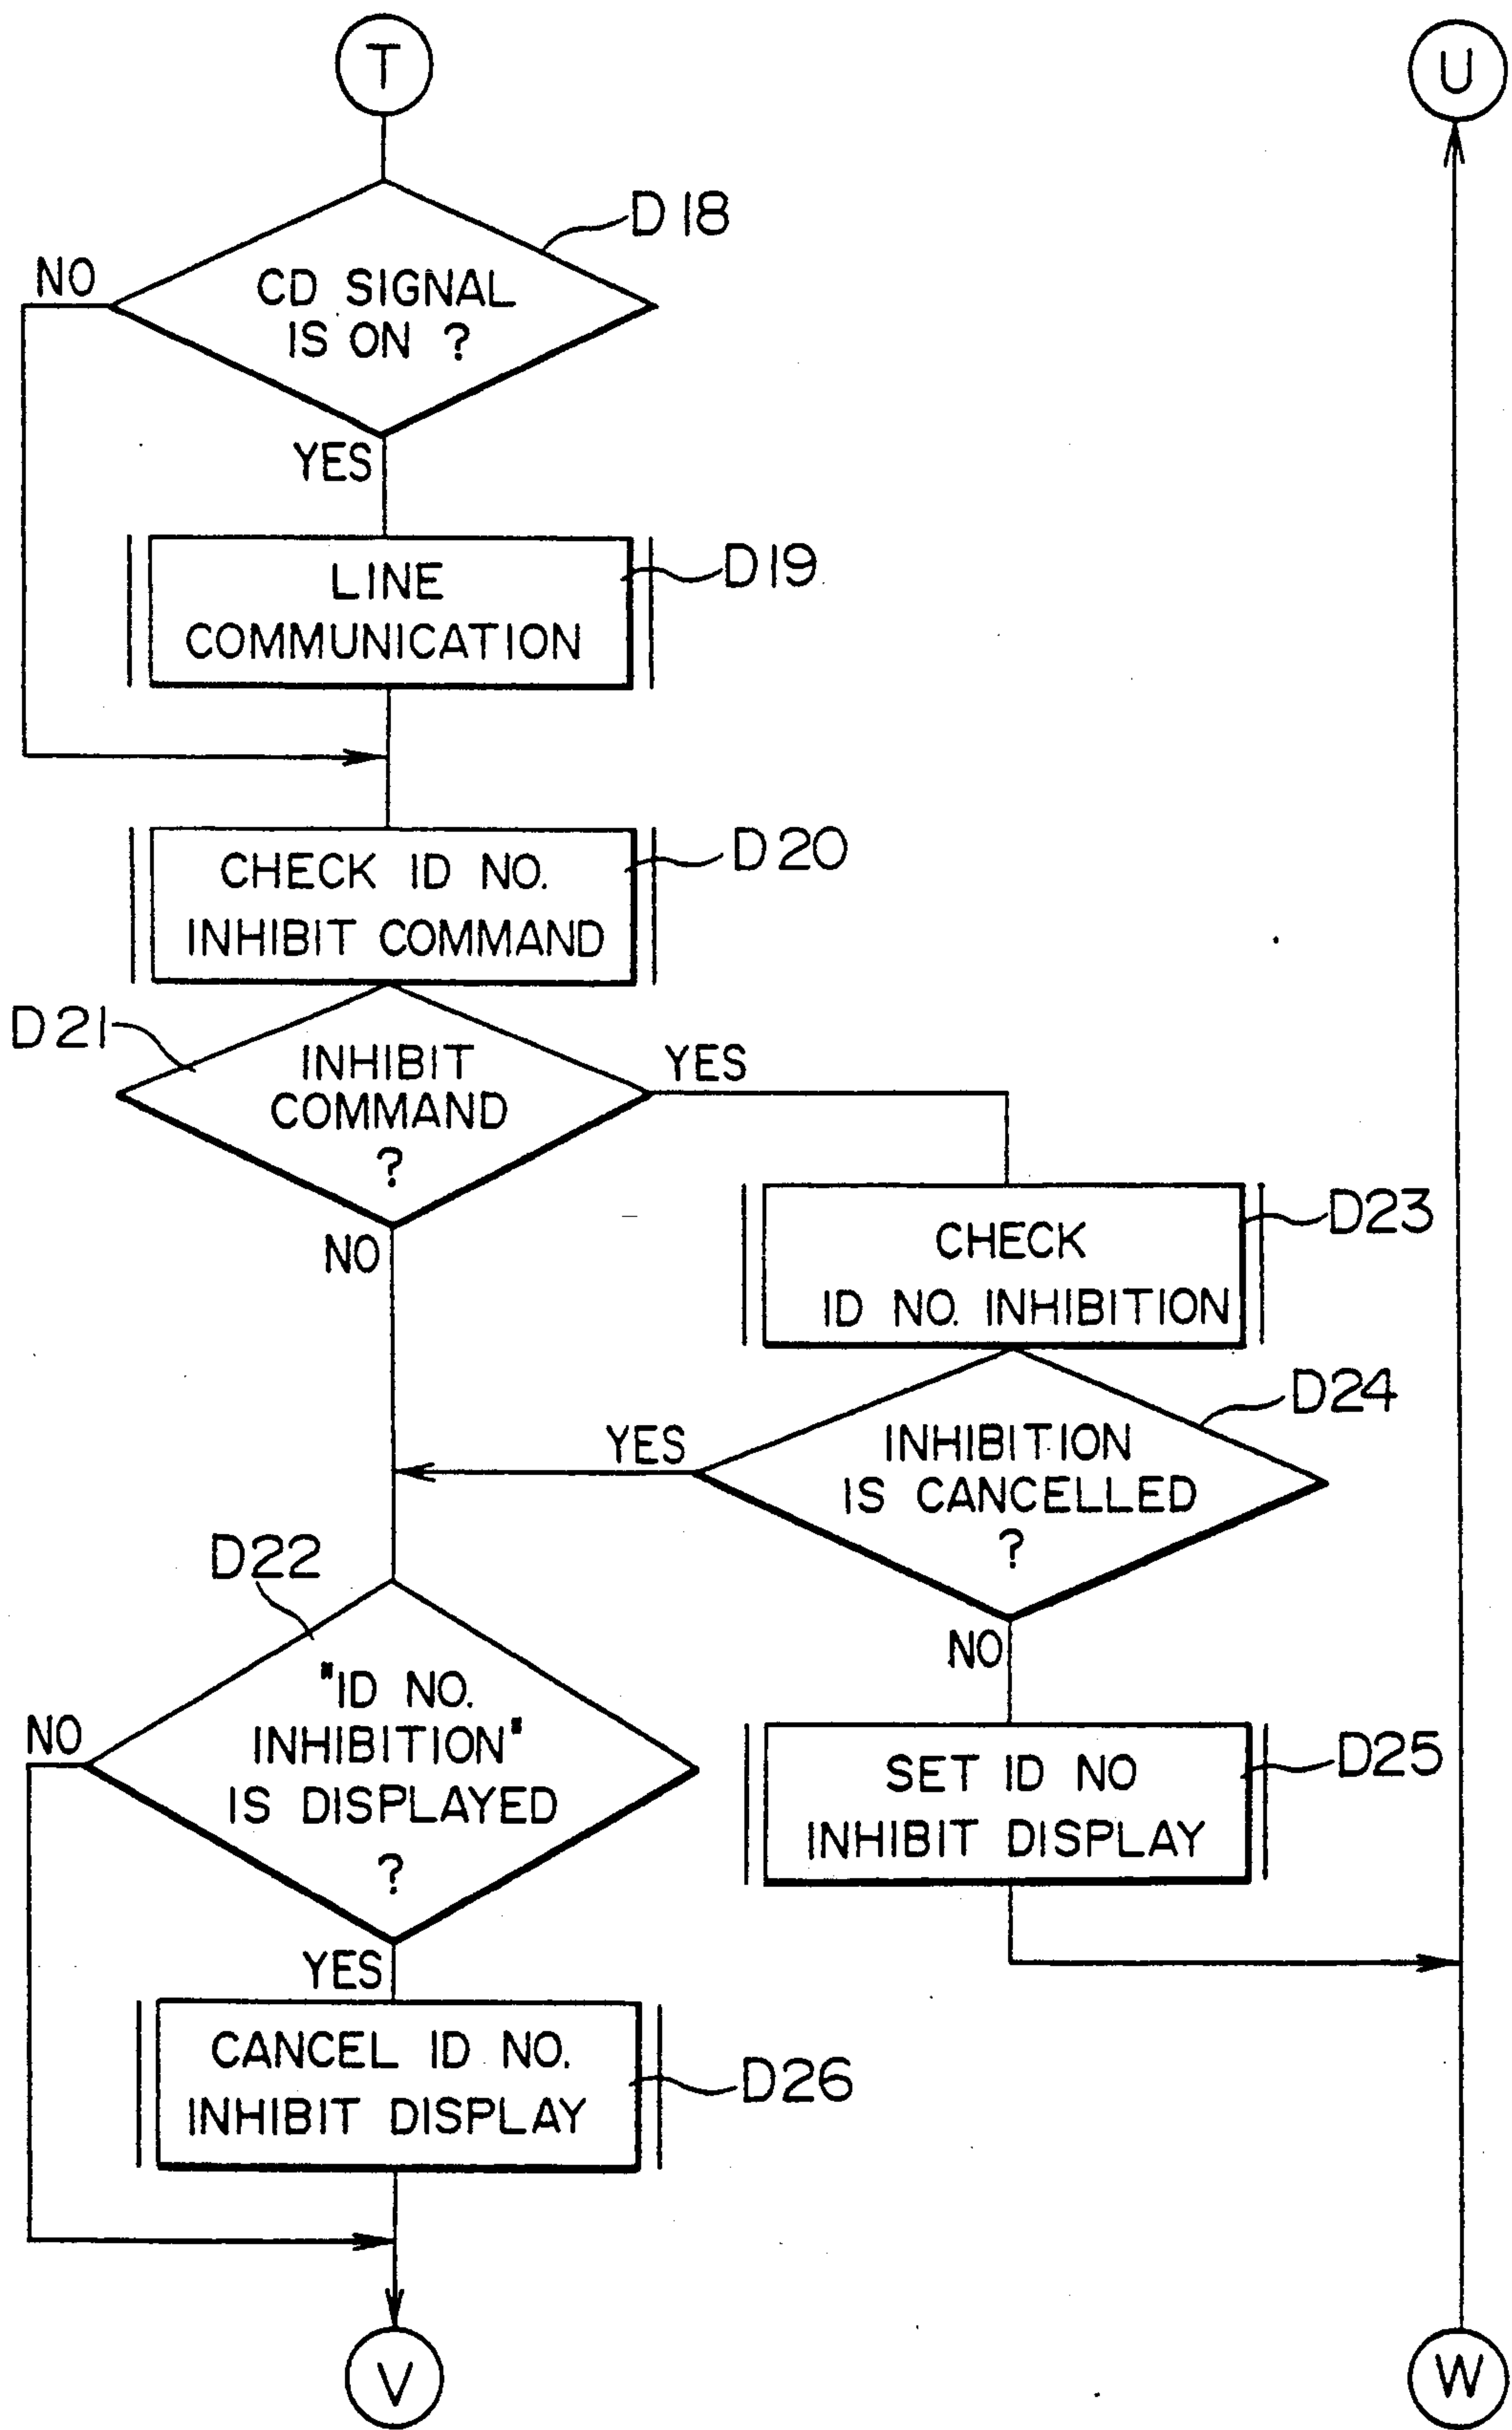 T
U
D18
NO
CD SIGNAL
IS ON ?
YES
D19
LINE
COMMUNICATION
D20
CHECK ID NO.
INHIBIT COMMAND
D21
INHIBIT
COMMAND
?
YES
NO
D23
CHECK
ID NO. INHIBITION
D24
YES
INHIBITION
IS CANCELLED
?
NO
D22
"ID NO.
INHIBITION"
IS DISPLAYED
?
NO
YES
D25
SET ID NO
INHIBIT DISPLAY
CANCEL ID NO.
INHIBIT DISPLAY
D26
V
W